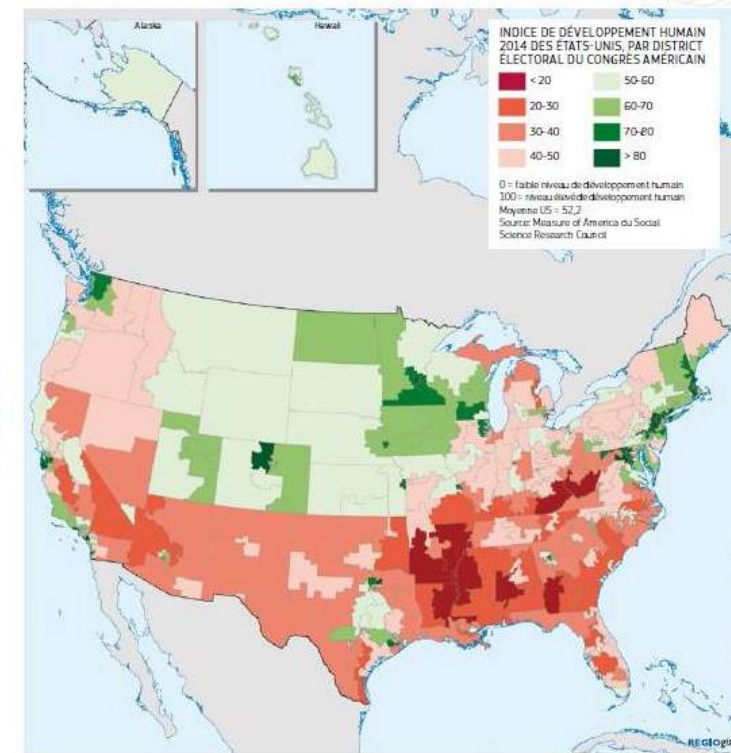 Alaska
Hawaii
INDICE DE DÉVELOPPEMENT HUMAIN
2014 DES ÉTATS-UNIS, PAR DISTRICT
ÉLECTORAL DU CONGRÈS AMÉRICAIN
< 20
50-60
20-30
60-70
30-40
70-80
40-50
> 80
0 = faible niveau de développement humain
100 = niveau élevé de développement humain
Moyenne US = 52,2
Source: Measure of America du Social
Science Research Council
REGIOgis